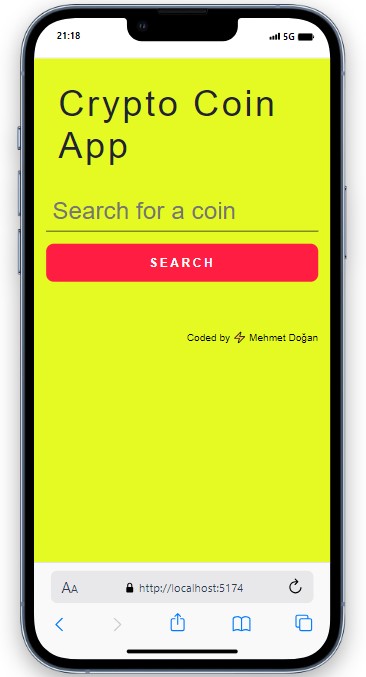 21:18
5G
Crypto Coin
App
Search for a coin
SEARCH
Coded by Mehmet Doğan
AA
http://localhost:5174